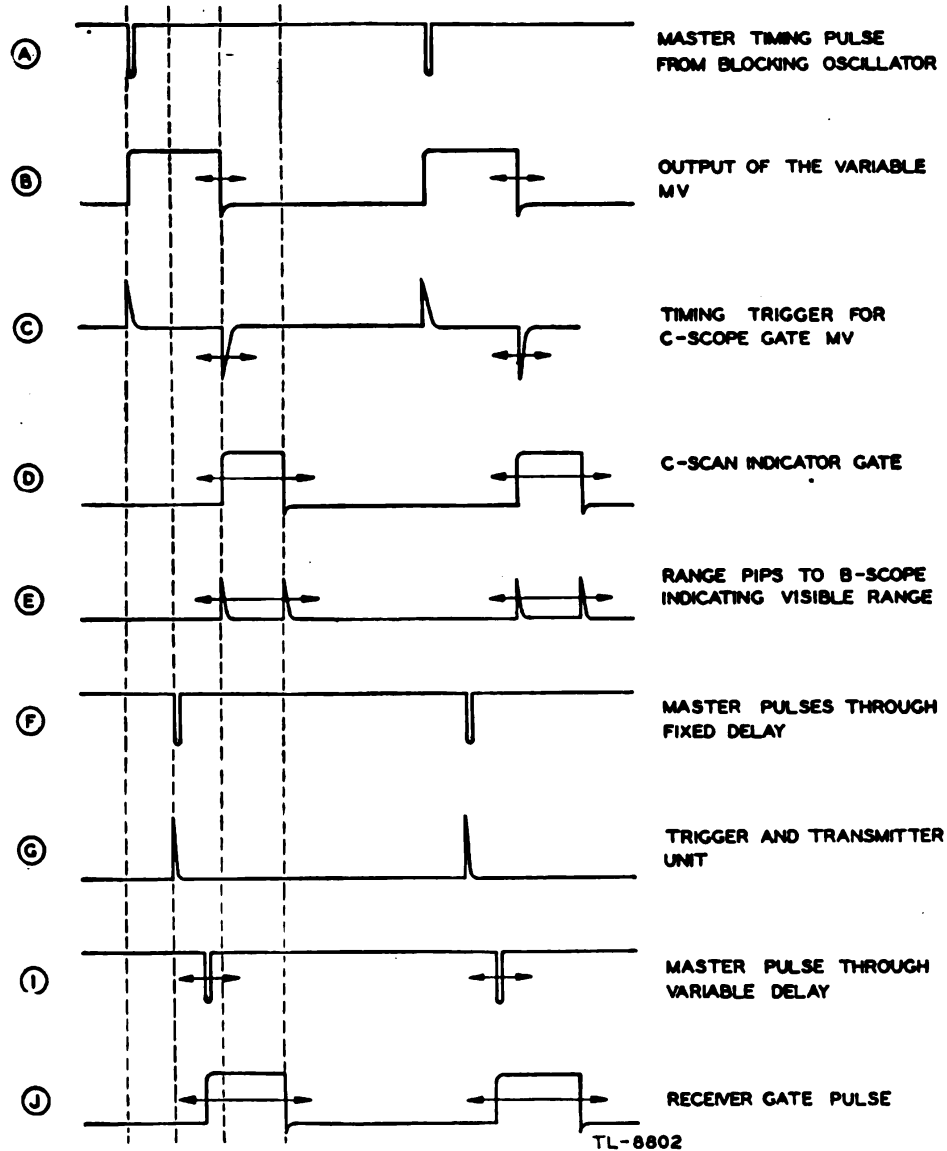 A
MASTER TIMING PULSE
FROM BLOCKING OSCILLATOR
B
OUTPUT OF THE VARIABLE
MV
C
TIMING TRIGGER FOR
C-SCOPE GATE MV
D
C-SCAN INDICATOR GATE
E
RANGE PIPS TO B-SCOPE
INDICATING VISIBLE RANGE
F
MASTER PULSES THROUGH
FIXED DELAY
G
TRIGGER AND TRANSMITTER
UNIT
I
MASTER PULSE THROUGH
VARIABLE DELAY
J
RECEIVER GATE PULSE
TL-8802